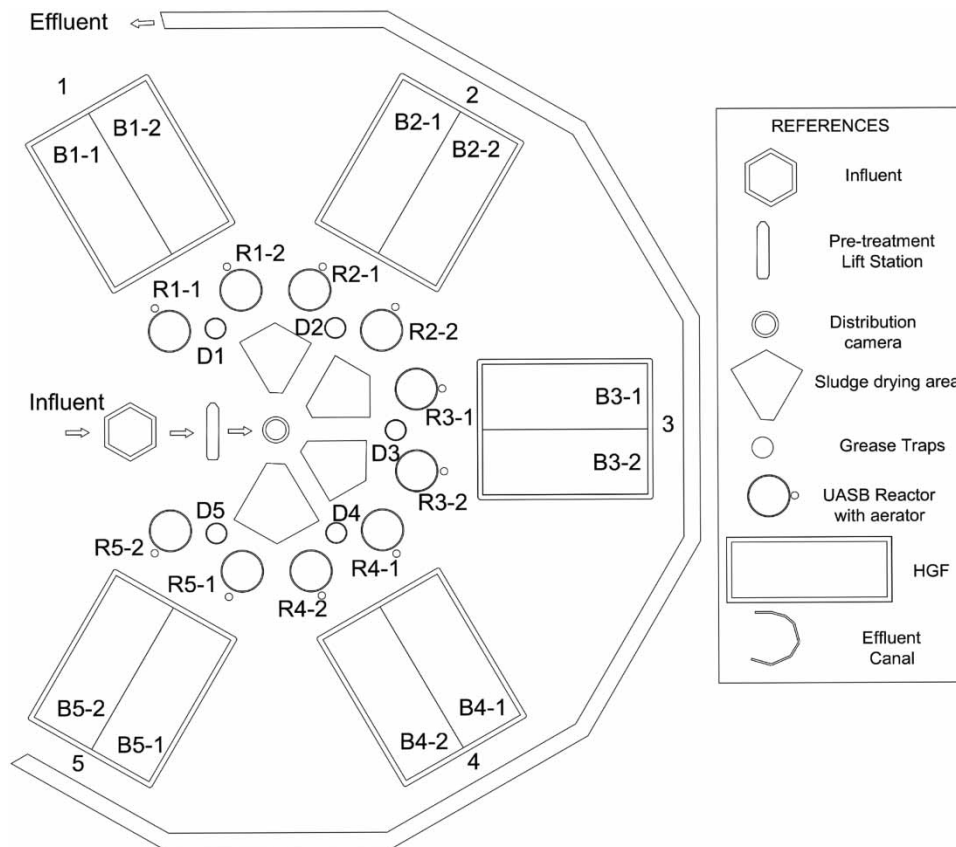 Effluent
1
B1-1
B1-2
2
B2-1
B2-2
R1-2
R2-1
R1-1
D1
D2
R2-2
Influent
R3-1
D3
B3-1
3
B3-2
R3-2
D5
D4
R5-2
R5-1
R4-2
R4-1
B5-2
B5-1
5
B4-1
B4-2
4
REFERENCES
Influent
Pre-treatment
Lift Station
Distribution
camera
Sludge drying area
Grease Traps
UASB Reactor
with aerator
HGF
Effluent
Canal